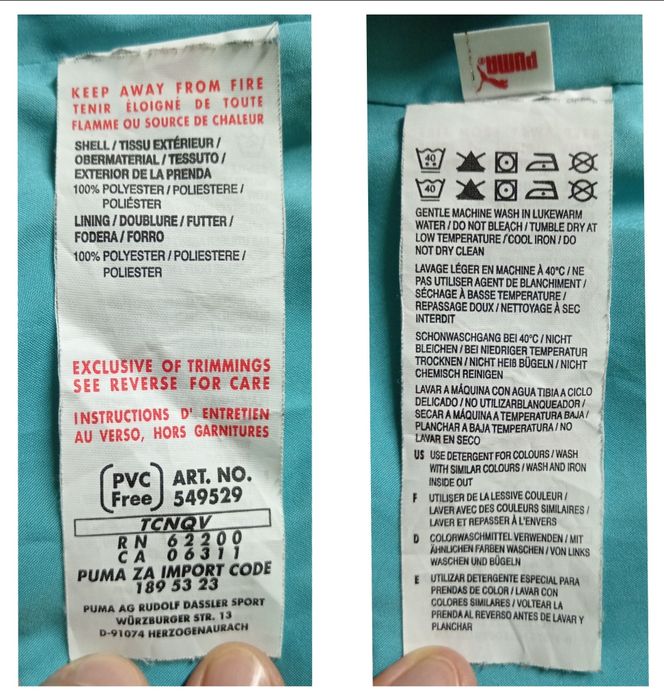 KEEP AWAY FROM FIRE
TENIR ÉLOIGNÉ DE TOUTE
FLAMME OU SOURCE DE CHALEUR
SHELL / TISSU EXTÉRIEUR /
OBERMATERIAL / TESSUTO /
EXTERIOR DE LA PRENDA
100% POLYESTER / POLIESTERE /
POLIÉSTER
LINING / DOUBLURE / FUTTER /
FODERA / FORRO
100% POLYESTER / POLIESTERE /
POLIESTER
EXCLUSIVE OF TRIMMINGS
SEE REVERSE FOR CARE
INSTRUCTIONS D' ENTRETIEN
AU VERSO, HORS GARNITURES
PVC Free
ART. NO.
549529
TCNQV
RN 62200
CA 06311
PUMA ZA IMPORT CODE
189 53 23
PUMA AG RUDOLF DASSLER SPORT
WÜRZBURGER STR. 13
D-91074 HERZOGENAURACH
PUMA®
40
40
GENTLE MACHINE WASH IN LUKEWARM
WATER / DO NOT BLEACH / TUMBLE DRY AT
LOW TEMPERATURE / COOL IRON / DO
NOT DRY CLEAN
LAVAGE LÉGER EN MACHINE À 40°C / NE
PAS UTILISER AGENT DE BLANCHIMENT /
SÉCHAGE À BASSE TEMPERATURE /
REPASSAGE DOUX / NETTOYAGE À SEC
INTERDIT
SCHONWASCHGANG BEI 40°C / NICHT
BLEICHEN / BEI NIEDRIGER TEMPERATUR
TROCKNEN / NICHT HEIß BÜGELN / NICHT
CHEMISCH REINIGEN
LAVAR A MÁQUINA CON AGUA TIBIA A CICLO
DELICADO / NO UTILIZARBLANQUEADOR /
SECAR A MÁQUINA A TEMPERATURA BAJA /
PLANCHAR A BAJA TEMPERATURA / NO
LAVAR EN SECO
US USE DETERGENT FOR COLOURS / WASH
WITH SIMILAR COLOURS / WASH AND IRON
INSIDE OUT
F UTILISER DE LA LESSIVE COULEUR /
LAVER AVEC DES COULEURS SIMILAIRES /
LAVER ET REPASSER À L'ENVERS
D COLORWASCHMITTEL VERWENDEN / MIT
ÄHNLICHEN FARBEN WASCHEN / VON LINKS
WASCHEN UND BÜGELN
E UTILIZAR DETERGENTE ESPECIAL PARA
PRENDAS DE COLOR / LAVAR CON
COLORES SIMILARES / VOLTEAR LA
PRENDA AL REVERSO ANTES DE LAVAR Y
PLANCHAR